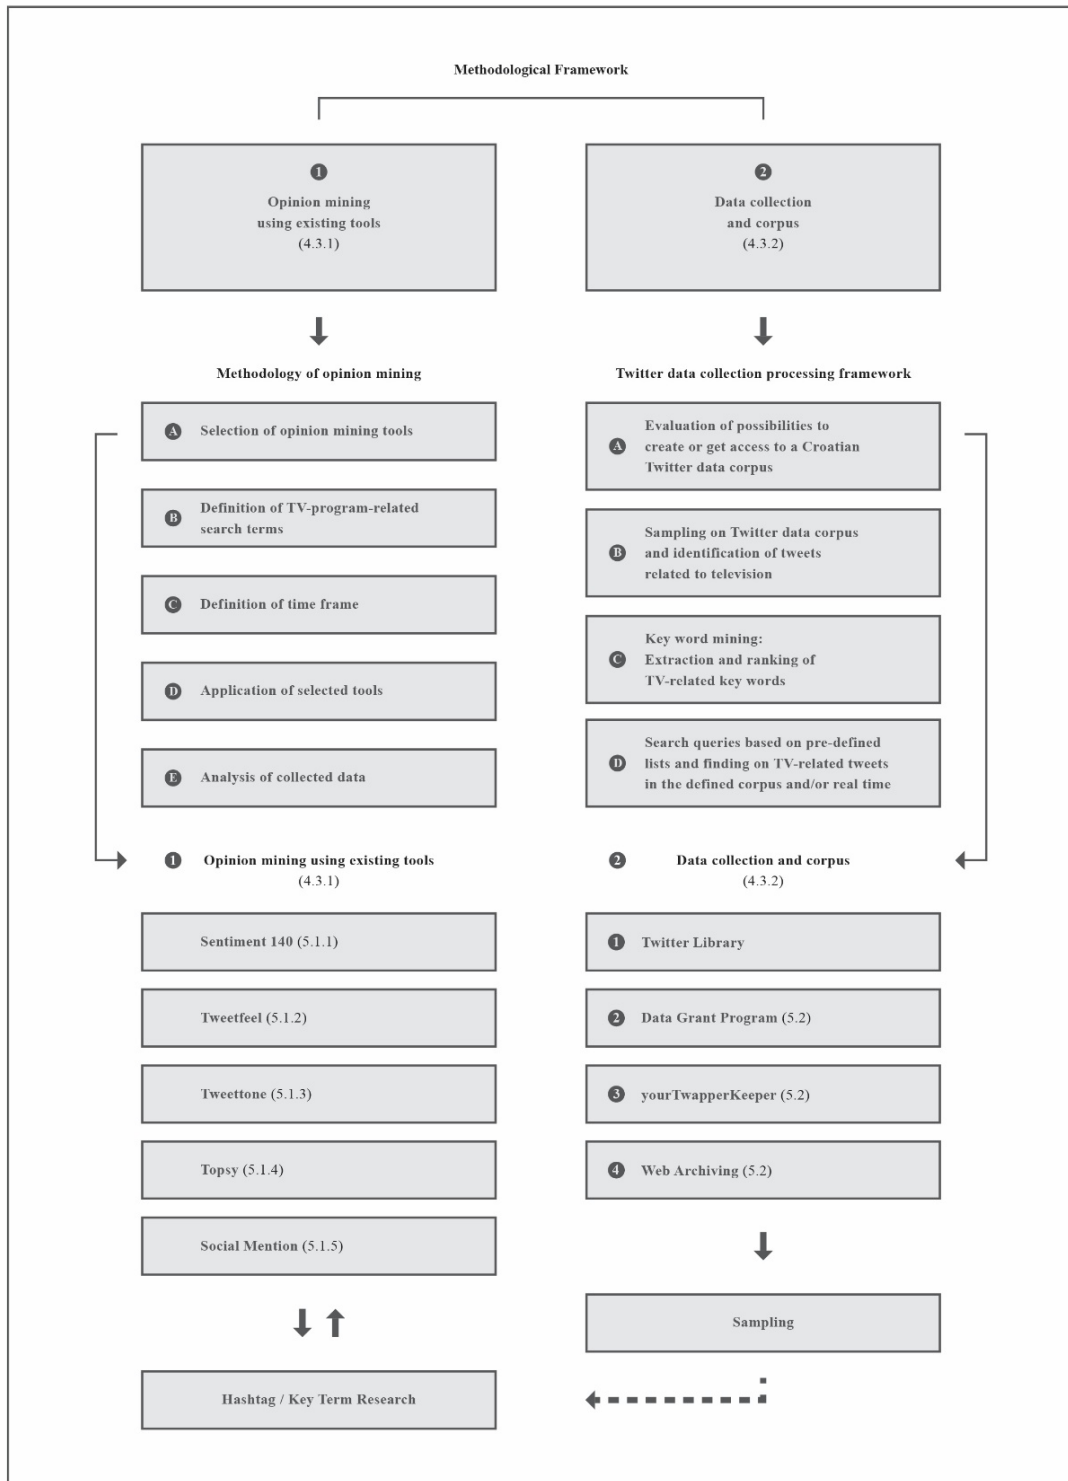 Methodological Framework
1
Opinion mining
using existing tools
(4.3.1)
2
Data collection
and corpus
(4.3.2)
Methodology of opinion mining
A Selection of opinion mining tools
B Definition of TV-program-related
search terms
C Definition of time frame
D Application of selected tools
E Analysis of collected data
Twitter data collection processing framework
A Evaluation of possibilities to
create or get access to a Croatian
Twitter data corpus
B Sampling on Twitter data corpus
and identification of tweets
related to television
C Key word mining:
Extraction and ranking of
TV-related key words
D Search queries based on pre-defined
lists and finding on TV-related tweets
in the defined corpus and/or real time
1 Opinion mining using existing tools
(4.3.1)
Sentiment 140 (5.1.1)
Tweetfeel (5.1.2)
Tweettone (5.1.3)
Topsy (5.1.4)
Social Mention (5.1.5)
Hashtag / Key Term Research
2 Data collection and corpus
(4.3.2)
1 Twitter Library
2 Data Grant Program (5.2)
3 yourTwapperKeeper (5.2)
4 Web Archiving (5.2)
Sampling